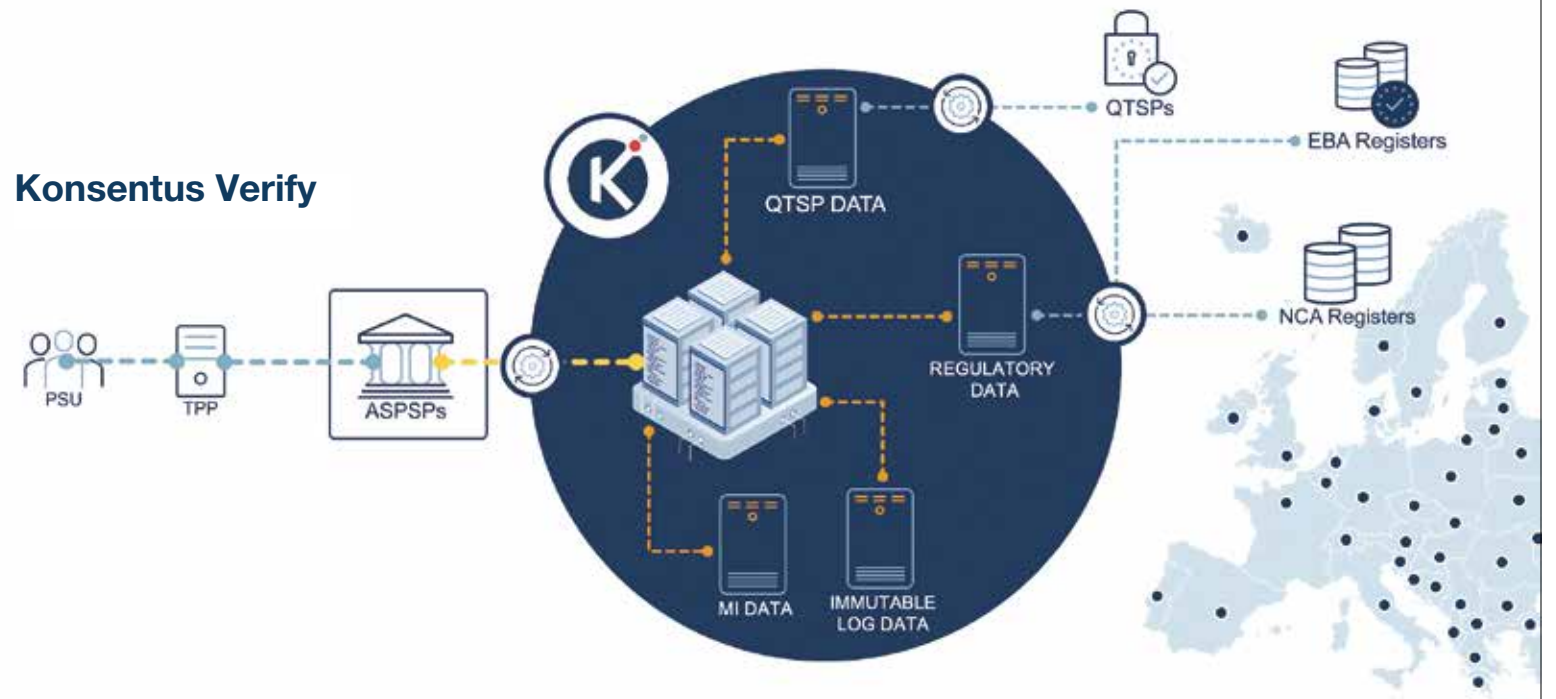 Konsentus Verify
K
QTSPs
EBA Registers
QTSP DATA
NCA Registers
REGULATORY
DATA
PSU
TPP
ASPSPs
MI DATA
IMMUTABLE
LOG DATA